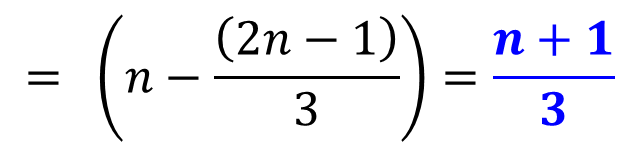 = (n − (2n − 1)/3) = (n + 1)/3